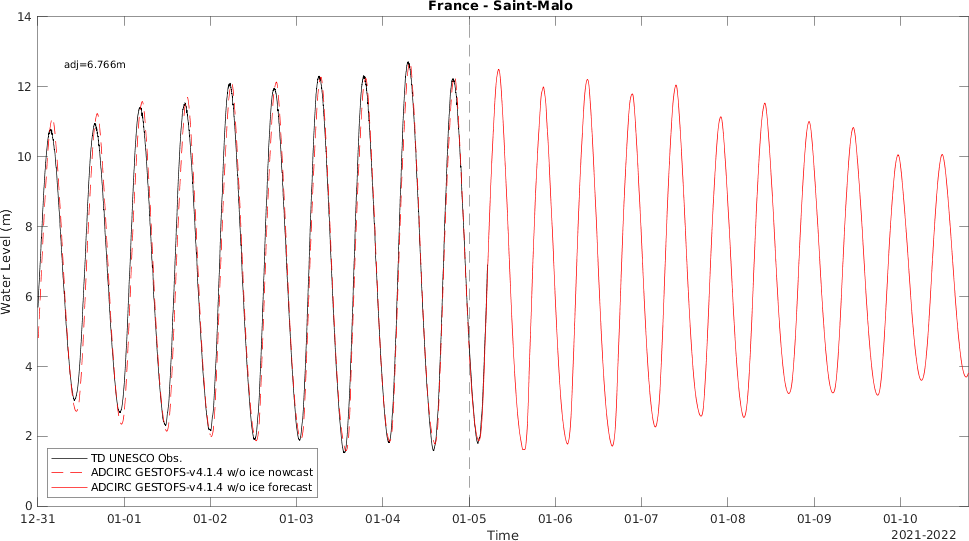 France - Saint-Malo
14
adj=6.766m
12
10
8
6
4
2
0
Water Level (m)
TD UNESCO Obs.
ADCIRC GESTOFS-v4.1.4 w/o ice nowcast
ADCIRC GESTOFS-v4.1.4 w/o ice forecast
12-31 01-01 01-02 01-03 01-04 01-05 01-06 01-07 01-08 01-09 01-10
Time
2021-2022